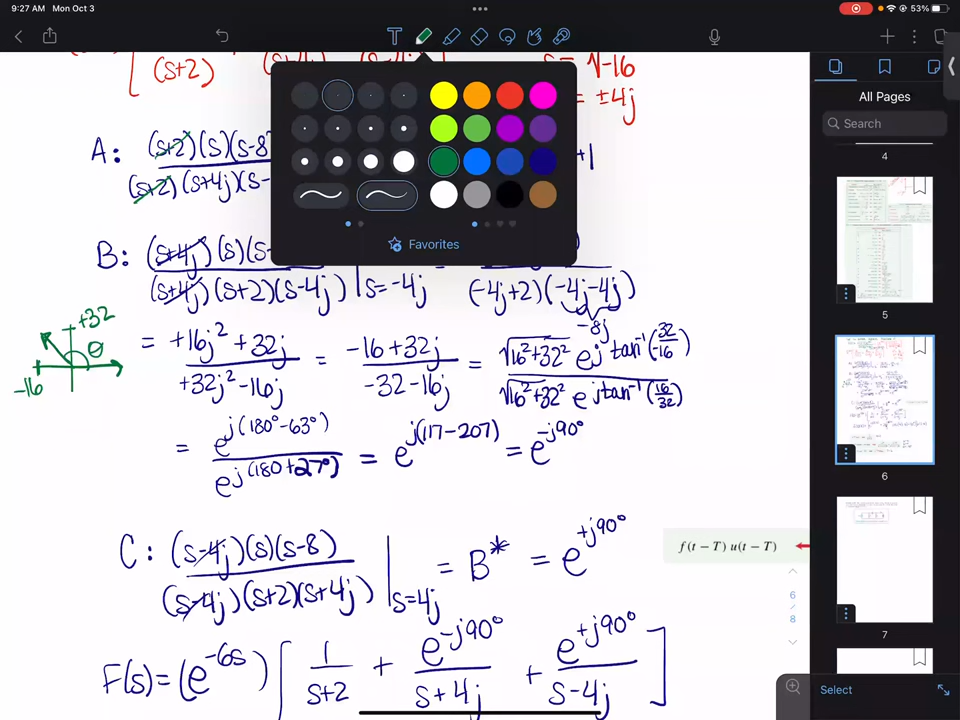 9:27 AM Mon Oct 3 53%
(s+2)
= √-16
= ±4j
All Pages
Search
4
A: (s+2)(s)(s-8
(s+2)(s+4j)(s- +1
Favorites
5
B: (s+4j)(s)(s-
(s+4j)(s+2)(s-4j) | s=-4j (-4j+2)(-4j-4j)
-8j
+32
θ
-16
= +16j² + 32j / +32j² - 16j = -16+32j / -32-16j = √16²+32² e^j tan⁻¹(32/-16) / √16²+32² e^jtan⁻¹(16/32)
= e^j(180°-63°) / e^j(180+27°) = e^j(117-207) = e^-j90°
6
C: (s-4j)(s)(s-8) / (s-4j)(s+2)(s+4j) | s=4j = B* = e^+j90°
f(t − T) u(t − T)
6
/
8
7
F(s) = (e^-6s) [ 1/s+2 + e^-j90°/s+4j + e^+j90°/s-4j ]
Select